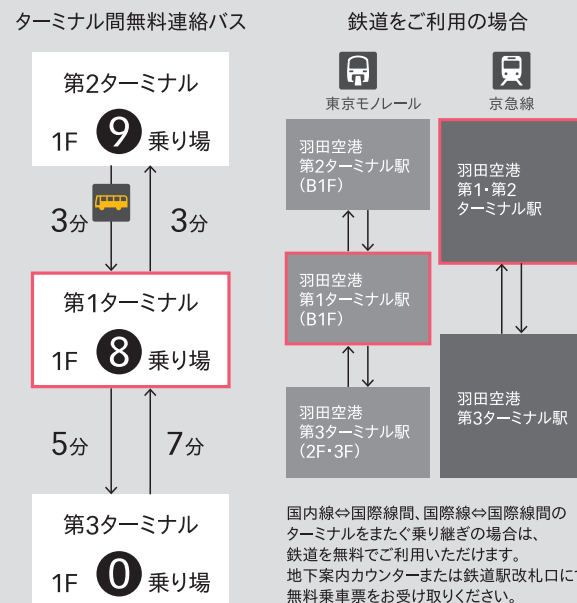 ターミナル間無料連絡バス
第2ターミナル
1F 9 乗り場
3分 3分
第1ターミナル
1F 8 乗り場
5分 7分
第3ターミナル
1F 0 乗り場
鉄道をご利用の場合
東京モノレール
羽田空港
第2ターミナル駅
(B1F)
羽田空港
第1ターミナル駅
(B1F)
羽田空港
第3ターミナル駅
(2F・3F)
京急線
羽田空港
第1・第2
ターミナル駅
羽田空港
第3ターミナル駅
国内線⇔国際線間、国際線⇔国際線間の
ターミナルをまたぐ乗り継ぎの場合は、
鉄道を無料でご利用いただけます。
地下案内カウンターまたは鉄道駅改札口にて
無料乗車票をお受け取りください。